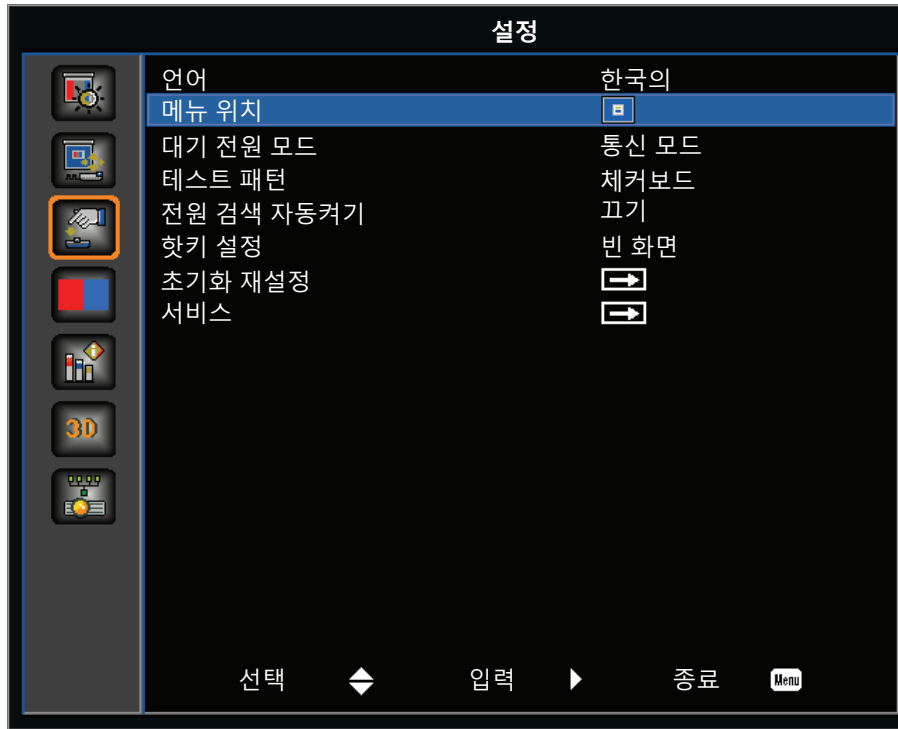 설정
언어 한국의
메뉴 위치
대기 전원 모드 통신 모드
테스트 패턴 체커보드
전원 검색 자동켜기 끄기
핫키 설정 빈 화면
초기화 재설정
서비스
3D
선택 입력 종료 Menu